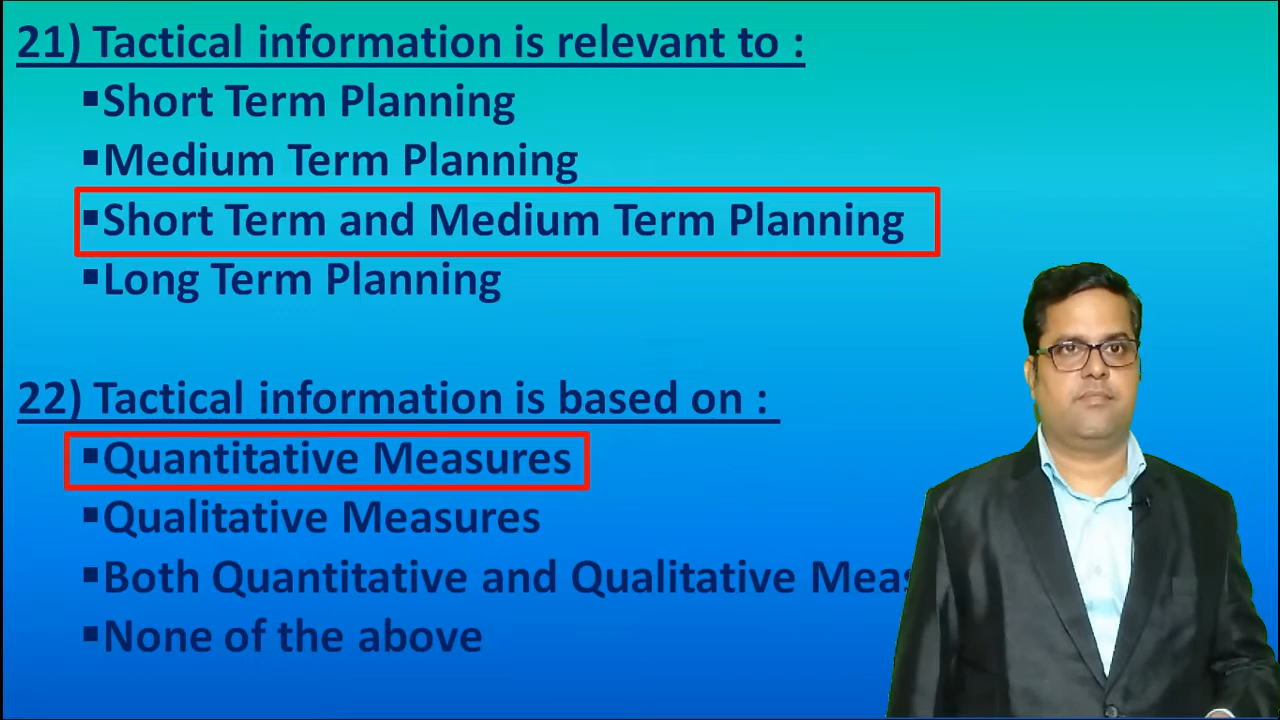 21) Tactical information is relevant to :
▪Short Term Planning
▪Medium Term Planning
▪Short Term and Medium Term Planning
▪Long Term Planning
22) Tactical information is based on :
▪Quantitative Measures
▪Qualitative Measures
▪Both Quantitative and Qualitative
▪None of the above